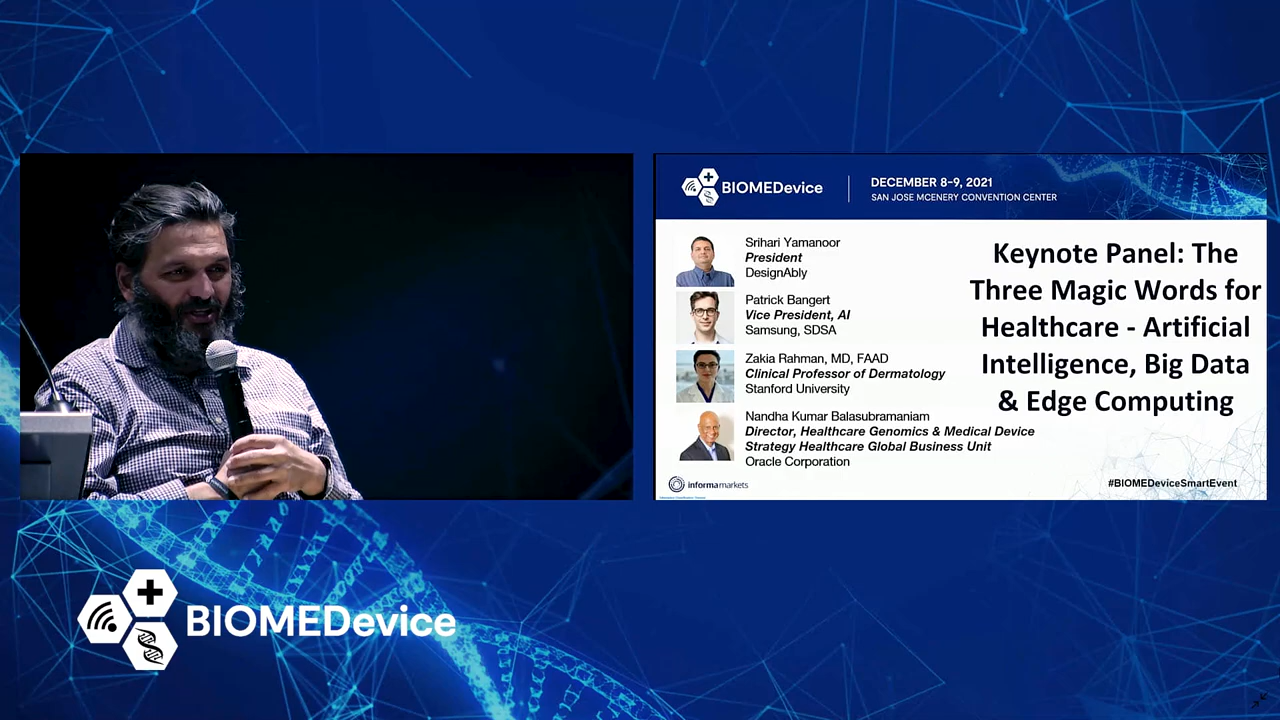 BIOMEDevice
DECEMBER 8-9, 2021
SAN JOSE MCENERY CONVENTION CENTER
Srihari Yamanoor
President
DesignAbly
Patrick Bangert
Vice President, AI
Samsung, SDSA
Zakia Rahman, MD, FAAD
Clinical Professor of Dermatology
Stanford University
Nandha Kumar Balasubramaniam
Director, Healthcare Genomics & Medical Device
Strategy Healthcare Global Business Unit
Oracle Corporation
Keynote Panel: The
Three Magic Words for
Healthcare - Artificial
Intelligence, Big Data
& Edge Computing
informamarkets
#BIOMEDeviceSmartEvent
BIOMEDevice